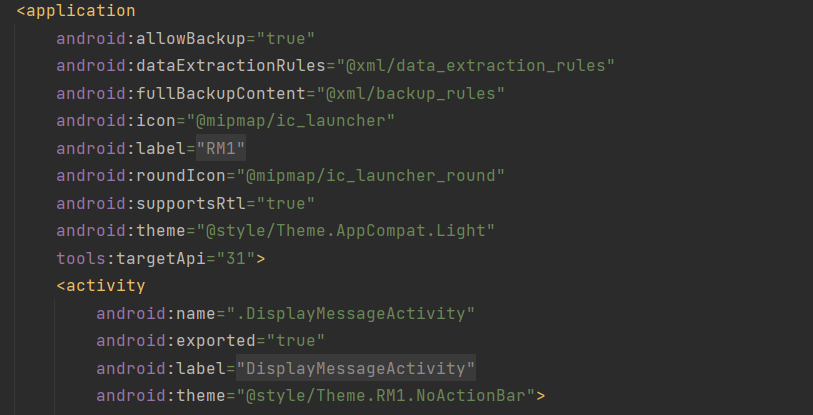 <application
android:allowBackup="true"
android:dataExtractionRules="@xml/data_extraction_rules"
android:fullBackupContent="@xml/backup_rules"
android:icon="@mipmap/ic_launcher"
android:label="RM1"
android:roundIcon="@mipmap/ic_launcher_round"
android:supportsRtl="true"
android:theme="@style/Theme.AppCompat.Light"
tools:targetApi="31">
<activity
android:name=".DisplayMessageActivity"
android:exported="true"
android:label="DisplayMessageActivity"
android:theme="@style/Theme.RM1.NoActionBar">